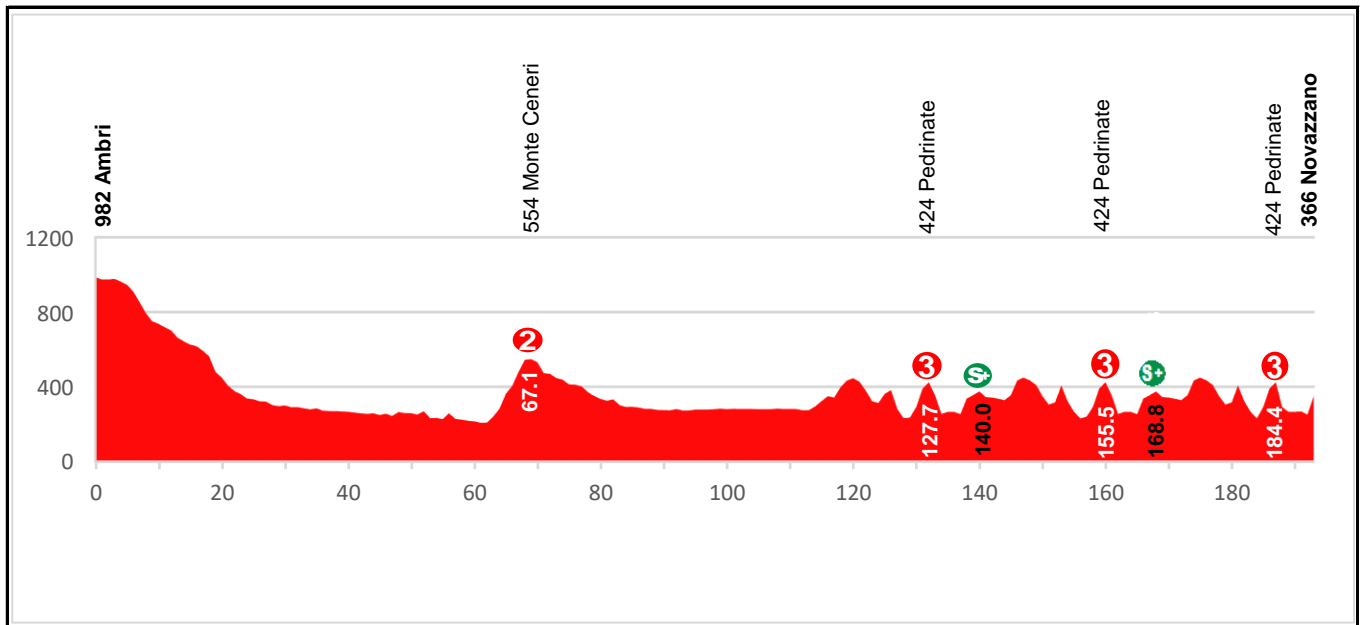 982 Ambri
554 Monte Ceneri
424 Pedrinate
424 Pedrinate
424 Pedrinate
366 Novazzano
1200
800
400
0
2
67.1
3
127.7
S+
140.0
3
155.5
S+
168.8
3
184.4
0 20 40 60 80 100 120 140 160 180